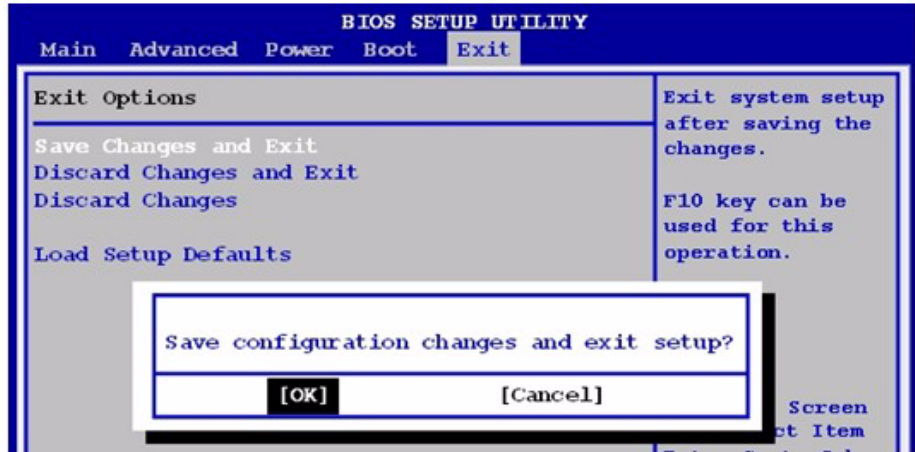 BIOS SETUP UTILITY
Main Advanced Power Boot Exit
Exit Options
Save Changes and Exit
Discard Changes and Exit
Discard Changes
Load Setup Defaults
Exit system setup
after saving the
changes.
F10 key can be
used for this
operation.
Save configuration changes and exit setup?
[OK] [Cancel]
Screen
Item